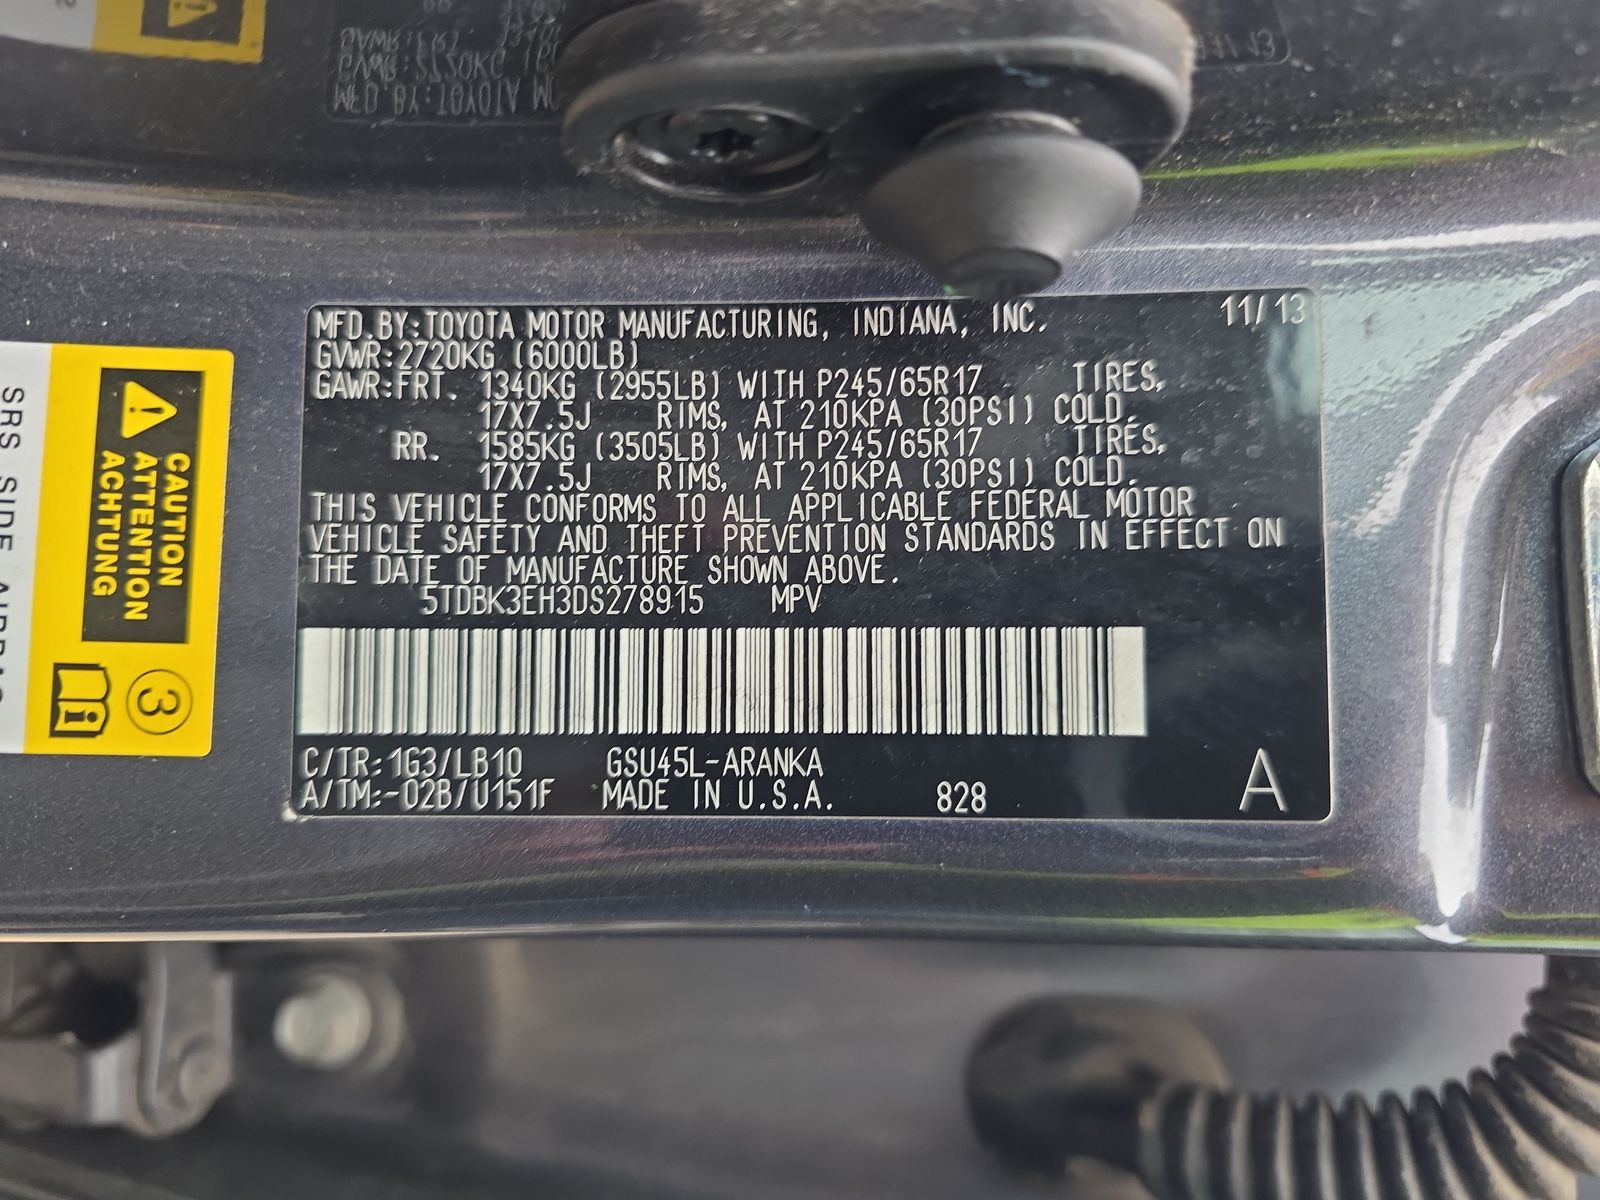 MFD.BY:TOYOTA MOTOR MANUFACTURING, INDIANA, INC. 11/13
GVWR:2720KG (6000LB)
GAWR:FRT. 1340KG (2955LB) WITH P245/65R17 TIRES,
17X7.5J RIMS, AT 210KPA (30PSI) COLD.
RR. 1585KG (3505LB) WITH P245/65R17 TIRES,
17X7.5J RIMS, AT 210KPA (30PSI) COLD.
THIS VEHICLE CONFORMS TO ALL APPLICABLE FEDERAL MOTOR
VEHICLE SAFETY AND THEFT PREVENTION STANDARDS IN EFFECT ON
THE DATE OF MANUFACTURE SHOWN ABOVE.
5TDBK3EH3DS278915 MPV
C/TR:1G3/LB10 GSU45L-ARANKA
A/TM:-02B/U151F MADE IN U.S.A. 828 A
CAUTION
ATTENTION
ACHTUNG
3
SRS SIDE AIRBAG